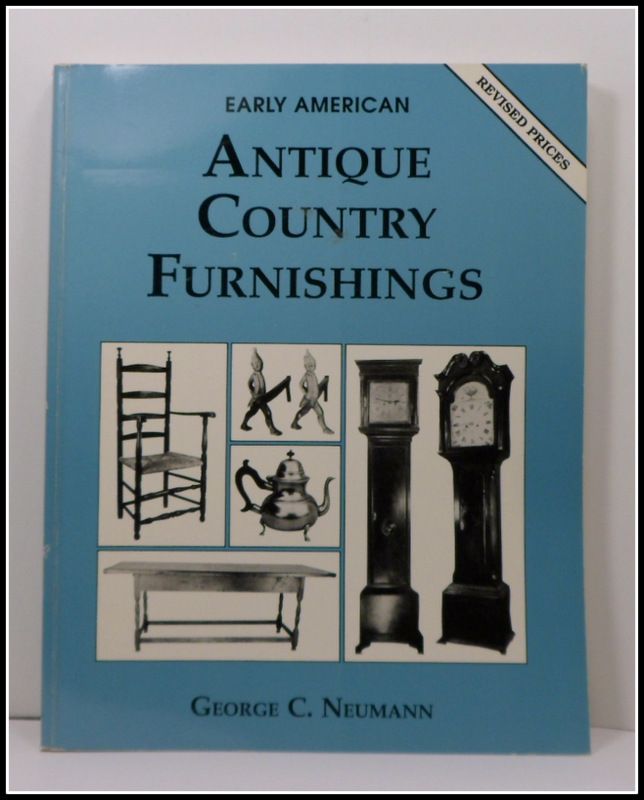 EARLY AMERICAN
REVISED PRICES
ANTIQUE
COUNTRY
FURNISHINGS
GEORGE C. NEUMANN